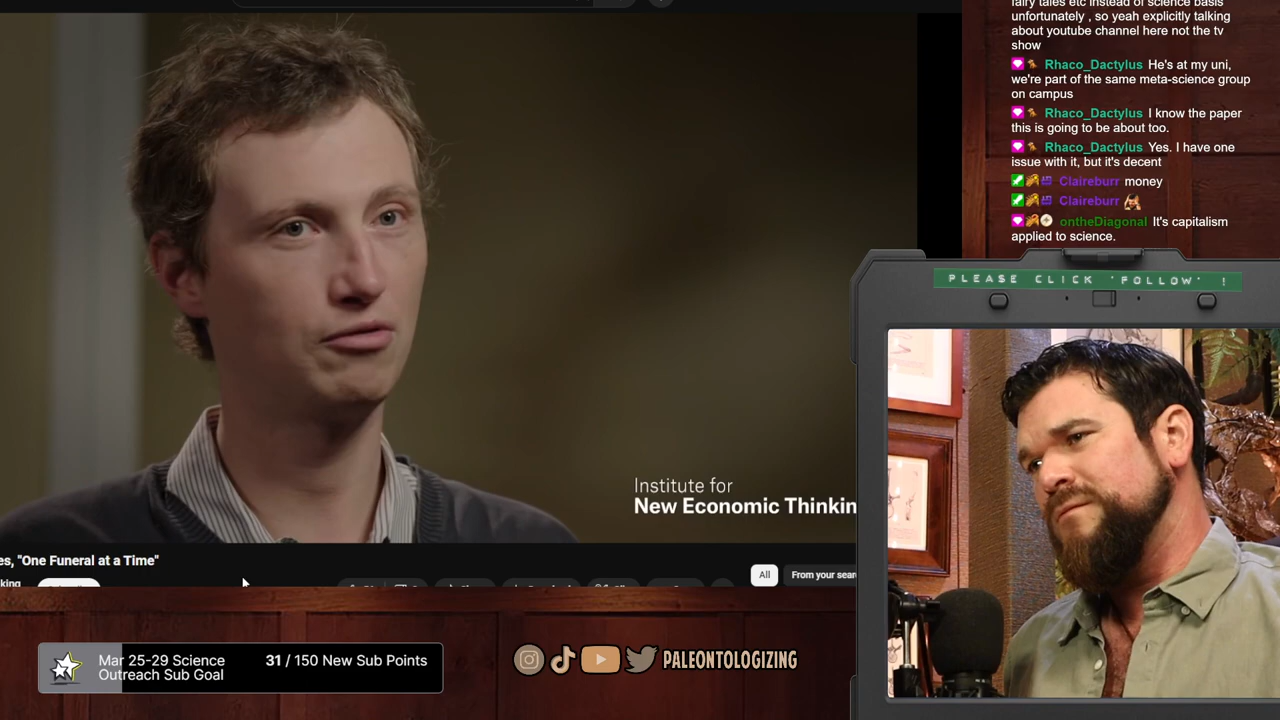 fairy tales etc instead of science basis
unfortunately , so yeah explicitly talking
about youtube channel here not the tv
show
Rhaco_Dactylus He's at my uni,
we're part of the same meta-science group
on campus
Rhaco_Dactylus I know the paper
this is going to be about too.
Rhaco_Dactylus Yes. I have one
issue with it, but it's decent
Claireburr money
Claireburr
ontheDiagonal It's capitalism
applied to science.
PLEASE CLICK 'FOLLOW' !
Institute for
New Economic Thinkin
es, "One Funeral at a Time"
king
All
From your sear
Mar 25-29 Science
Outreach Sub Goal
31 / 150 New Sub Points
PALEONTOLOGIZING